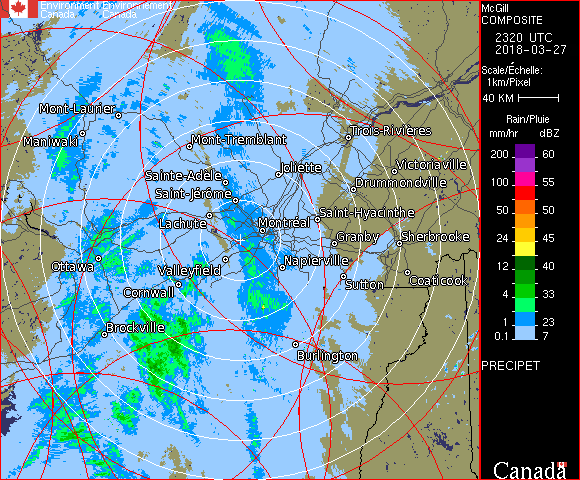 Environment Environnement
Canada Canada
McGill
COMPOSITE
2320 UTC
2018-03-27
Scale/Échelle:
1km/Pixel
40 KM
Rain/Pluie
mm/hr dBZ
200 60
100 55
50 50
24 45
12 40
4 33
1 23
0.1 7
PRECIPET
Canada
Mont-Laurier
Maniwaki
Mont-Tremblant
Trois-Rivières
Joliette
Victoriaville
Sainte-Adele
Drummondville
Saint-Jérôme
Lachute
Montréal
Saint-Hyacinthe
Granby
Sherbrooke
Ottawa
Valleyfield
Napierville
Sutton
Coaticook
Cornwall
Brockville
Burlington